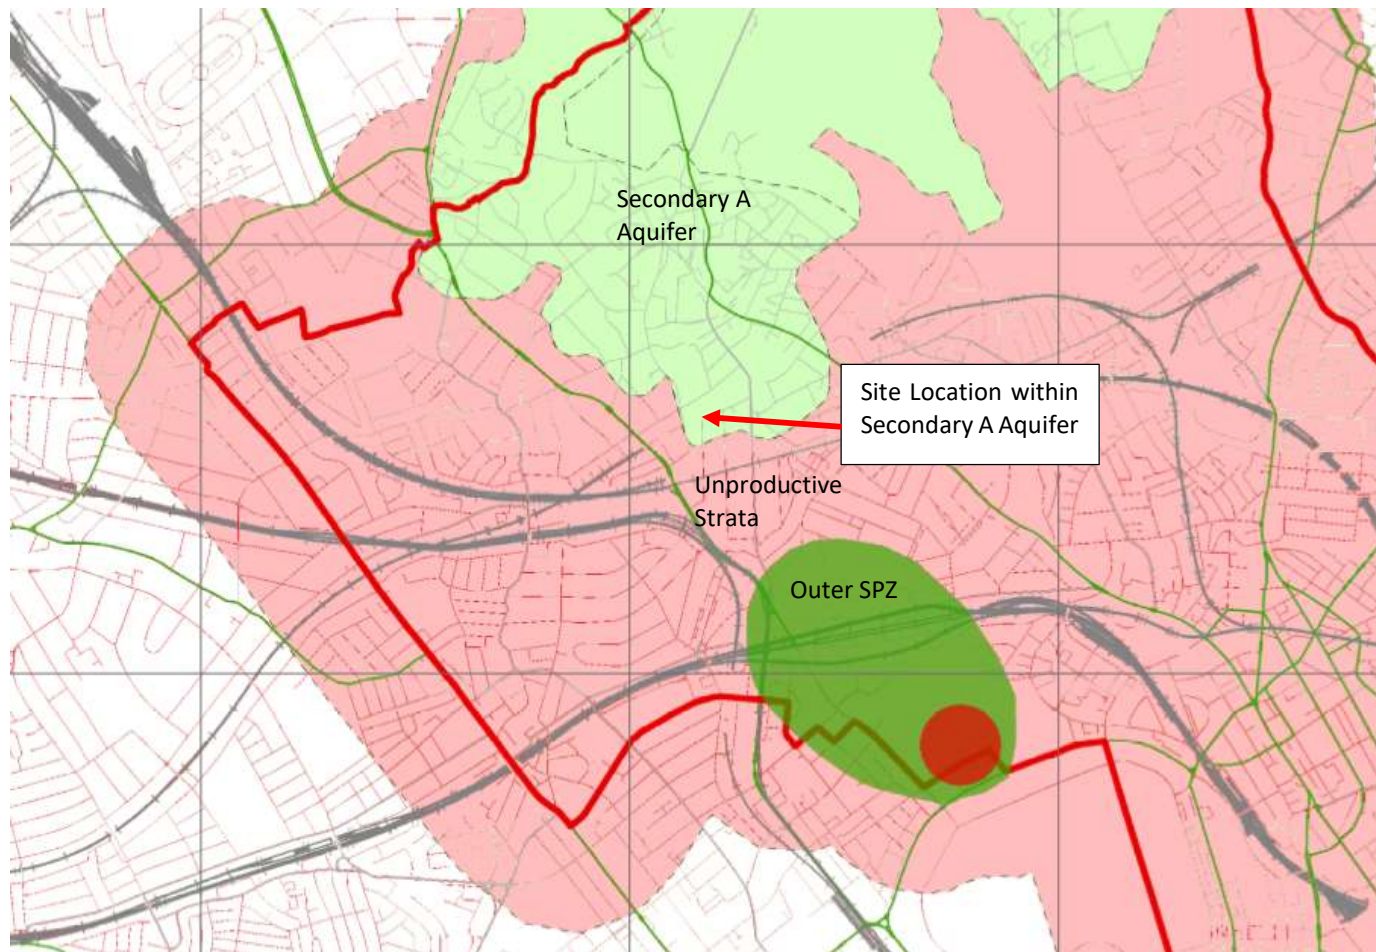 Secondary A
Aquifer
Site Location within
Secondary A Aquifer
Unproductive
Strata
Outer SPZ